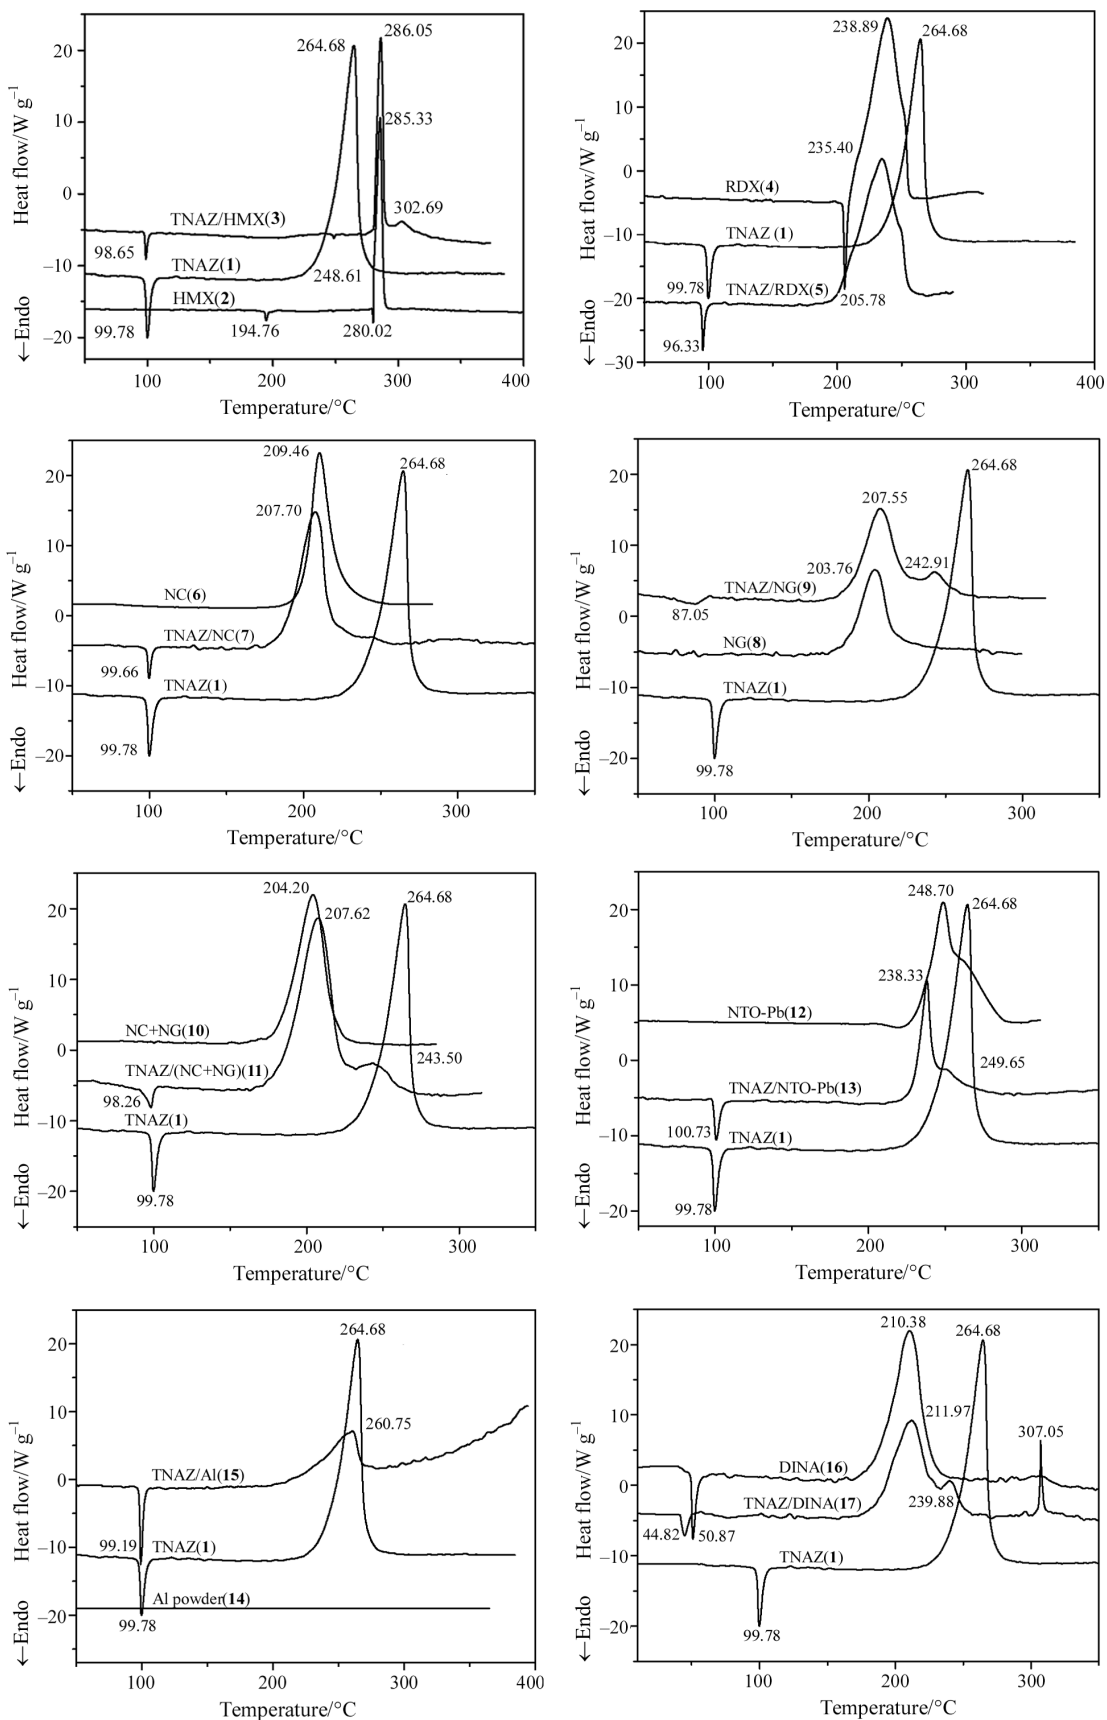 286.05
264.68
20
285.33
10
Heat flow/W g⁻¹
0
302.69
TNAZ/HMX(3)
98.65
–10
TNAZ(1)
248.61
HMX(2)
99.78
194.76
280.02
–20
←Endo
100
200
300
400
Temperature/°C
238.89
264.68
20
10
235.40
0
RDX(4)
Heat flow/W g⁻¹
TNAZ (1)
–10
99.78
TNAZ/RDX(5)
205.78
–20
96.33
–30
←Endo
100
200
300
400
Temperature/°C
209.46
264.68
20
207.70
10
NC(6)
0
Heat flow/W g⁻¹
TNAZ/NC(7)
99.66
TNAZ(1)
–10
99.78
–20
←Endo
100
200
300
Temperature/°C
264.68
20
207.55
10
203.76
242.91
TNAZ/NG(9)
0
87.05
Heat flow/W g⁻¹
NG(8)
TNAZ(1)
–10
–20
99.78
←Endo
100
200
300
Temperature/°C
204.20
264.68
20
207.62
10
NC+NG(10)
0
243.50
Heat flow/W g⁻¹
TNAZ/(NC+NG)(11)
98.26
TNAZ(1)
–10
–20
99.78
←Endo
100
200
300
Temperature/°C
248.70
264.68
20
238.33
10
NTO-Pb(12)
0
249.65
Heat flow/W g⁻¹
TNAZ/NTO-Pb(13)
100.73
TNAZ(1)
–10
99.78
–20
←Endo
100
200
300
Temperature/°C
264.68
20
260.75
10
TNAZ/Al(15)
0
Heat flow/W g⁻¹
99.19
TNAZ(1)
–10
Al powder(14)
–20
99.78
←Endo
100
200
300
400
Temperature/°C
210.38
264.68
20
211.97
307.05
10
DINA(16)
0
Heat flow/W g⁻¹
TNAZ/DINA(17)
239.88
44.82
50.87
TNAZ(1)
–10
–20
99.78
←Endo
100
200
300
Temperature/°C